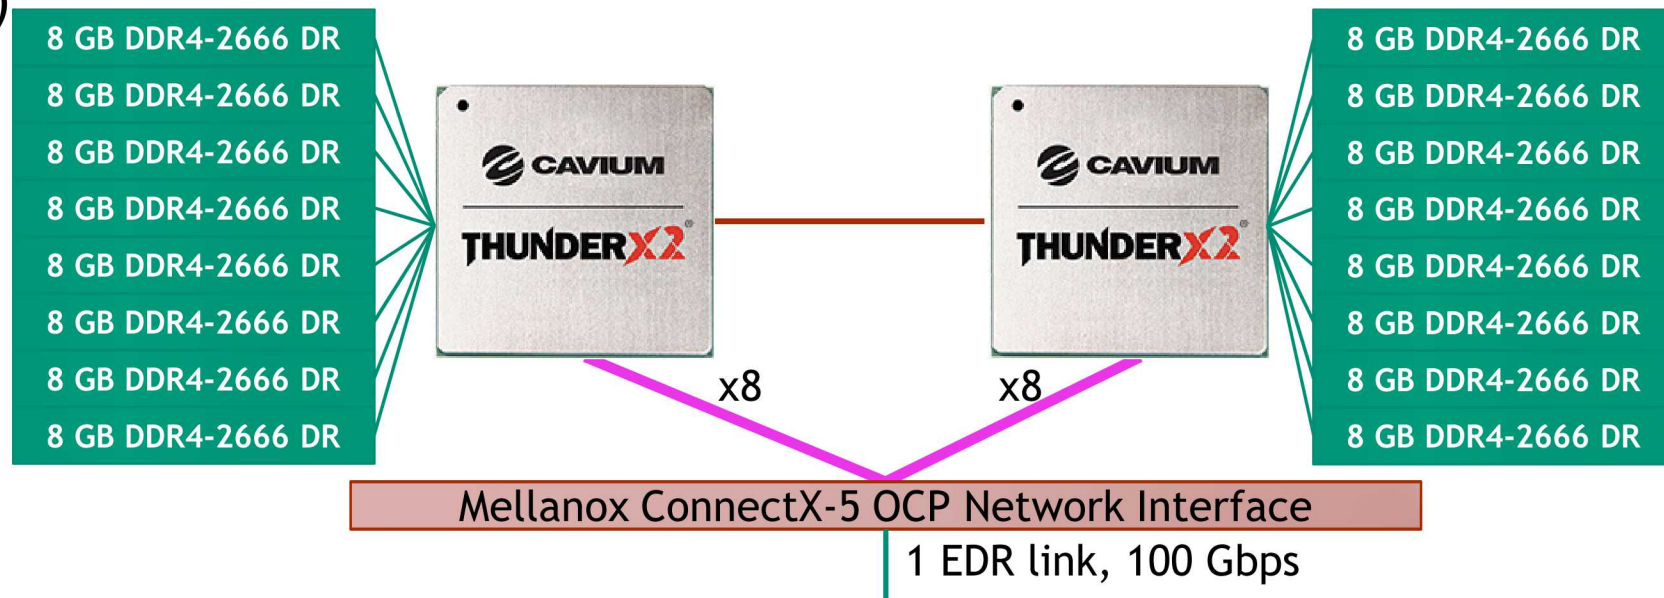 )
8 GB DDR4-2666 DR
8 GB DDR4-2666 DR
8 GB DDR4-2666 DR
8 GB DDR4-2666 DR
8 GB DDR4-2666 DR
8 GB DDR4-2666 DR
8 GB DDR4-2666 DR
8 GB DDR4-2666 DR
CAVIUM
THUNDERX2®
CAVIUM
THUNDERX2®
8 GB DDR4-2666 DR
8 GB DDR4-2666 DR
8 GB DDR4-2666 DR
8 GB DDR4-2666 DR
8 GB DDR4-2666 DR
8 GB DDR4-2666 DR
8 GB DDR4-2666 DR
8 GB DDR4-2666 DR
x8
x8
Mellanox ConnectX-5 OCP Network Interface
1 EDR link, 100 Gbps